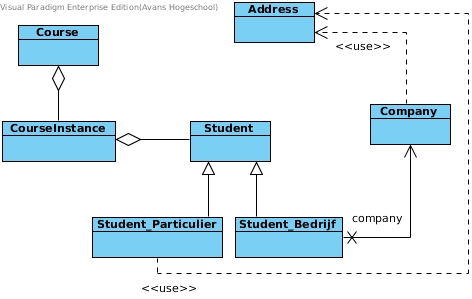 Visual Paradigm Enterprise Edition(Avans Hogeschool)
Address
Course
<<use>>
Company
CourseInstance
Student
company
Student_Particulier
Student_Bedrijf
<<use>>